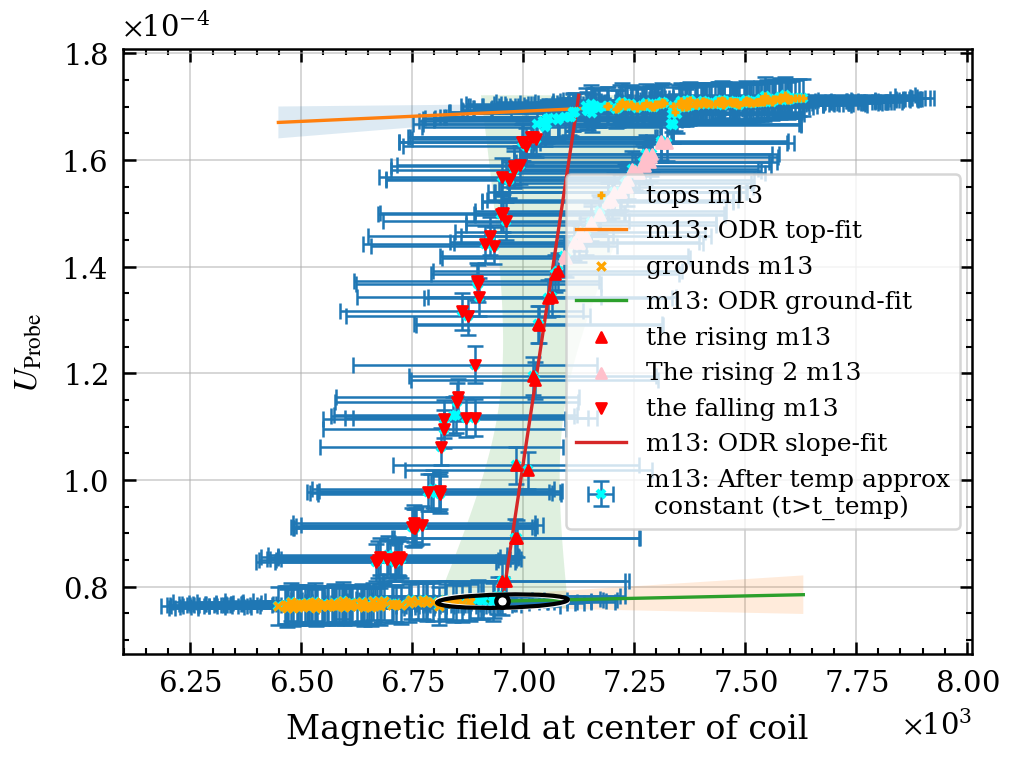 ×10⁻⁴
1.8
1.6
1.4
1.2
1.0
0.8
U_Probe
tops m13
m13: ODR top-fit
grounds m13
m13: ODR ground-fit
the rising m13
The rising 2 m13
the falling m13
m13: ODR slope-fit
m13: After temp approx
constant (t>t_temp)
6.25 6.50 6.75 7.00 7.25 7.50 7.75 8.00
×10³
Magnetic field at center of coil